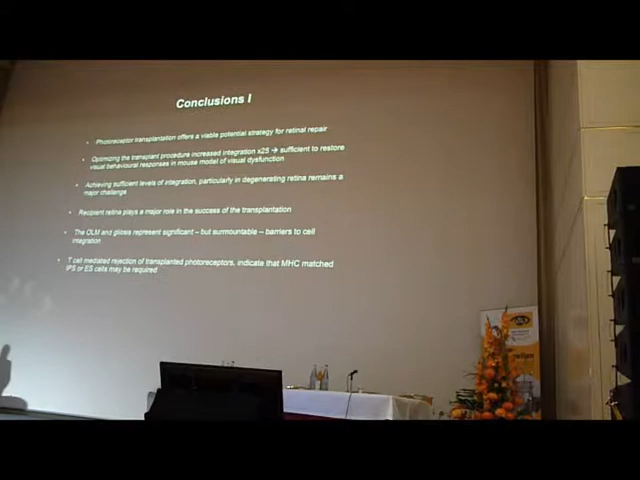 Conclusions I
• Photoreceptor transplantation offers a viable potential strategy for retinal repair
• Optimizing the transplant procedure increased integration x25 → sufficient to restore
visual behavioural responses in mouse model of visual dysfunction
• Achieving sufficient levels of integration, particularly in degenerating retina remains a
major challenge
• Recipient retina plays a major role in the success of the transplantation
• The OLM and gliosis represent significant – but surmountable – barriers to cell
integration
• T cell mediated rejection of transplanted photoreceptors, indicate that MHC matched
iPS or ES cells may be required